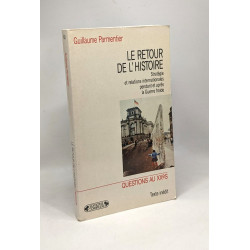 Guillaume Parmentier
LE RETOUR
DE L'HISTOIRE
Stratégie
et relations internationales
pendant et après
la Guerre froide
QUESTIONS AU XXe S
Texte inédit